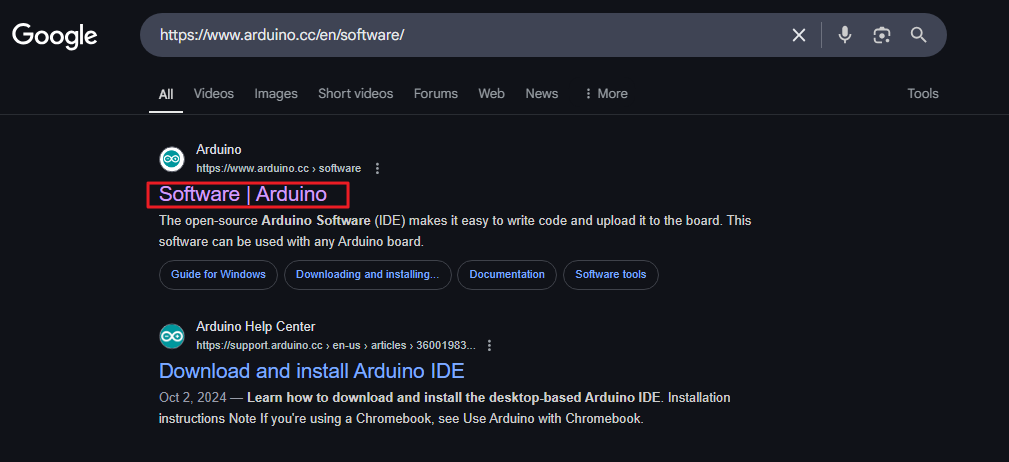 Google
https://www.arduino.cc/en/software/
All Videos Images Short videos Forums Web News More Tools
Arduino
https://www.arduino.cc › software
Software | Arduino
The open-source Arduino Software (IDE) makes it easy to write code and upload it to the board. This
software can be used with any Arduino board.
Guide for Windows Downloading and installing... Documentation Software tools
Arduino Help Center
https://support.arduino.cc › en-us › articles › 36001983...
Download and install Arduino IDE
Oct 2, 2024 — Learn how to download and install the desktop-based Arduino IDE. Installation
instructions Note If you're using a Chromebook, see Use Arduino with Chromebook.